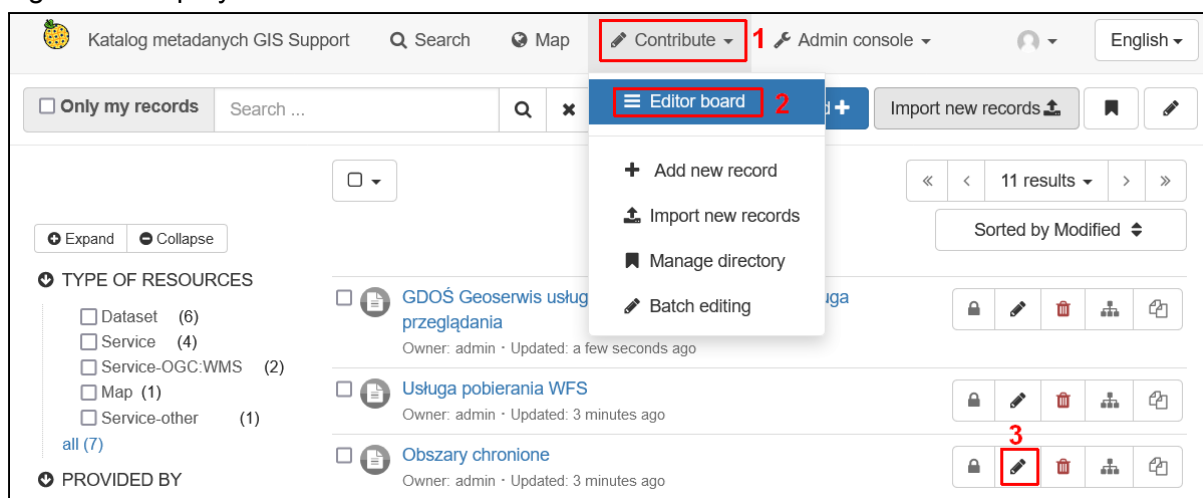 Katalog metadanych GIS Support Search Map Contribute 1 Admin console English
Only my records Search ... Editor board 2 Import new records
Add new record 11 results
Import new records Sorted by Modified
Expand Collapse
Manage directory
TYPE OF RESOURCES
Batch editing
Dataset (6)
Service (4)
Service-OGC:WMS (2)
Map (1)
Service-other (1)
all (7)
PROVIDED BY
GDOŚ Geoserwis usług
przeglądania
Owner: admin · Updated: a few seconds ago
Usługa pobierania WFS
Owner: admin · Updated: 3 minutes ago
3
Obszary chronione
Owner: admin · Updated: 3 minutes ago